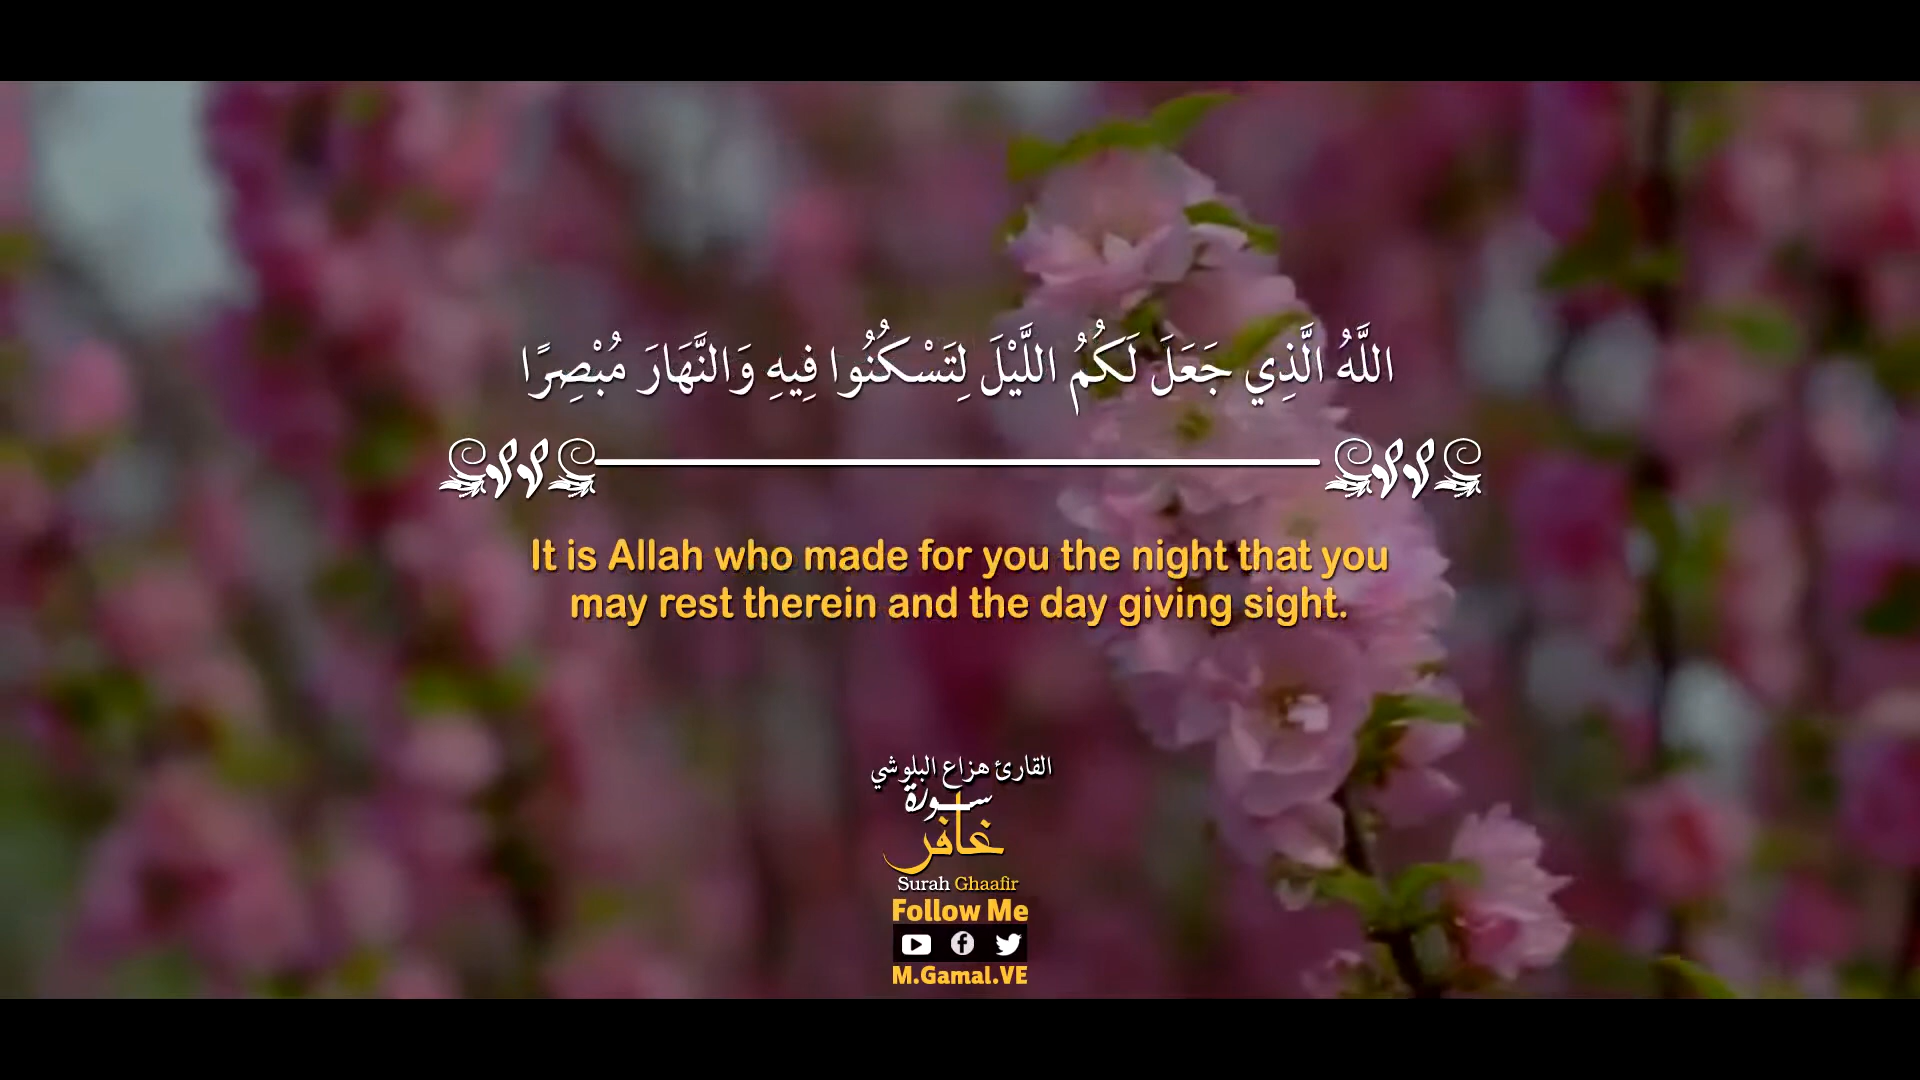 اللَّهُ الَّذِي جَعَلَ لَكُمُ اللَّيْلَ لِتَسْكُنُوا فِيهِ وَالنَّهَارَ مُبْصِرًا
It is Allah who made for you the night that you
may rest therein and the day giving sight.
القارئ هزاع البلوشي
سورة
غافر
Surah Ghaafir
Follow Me
M.Gamal.VE